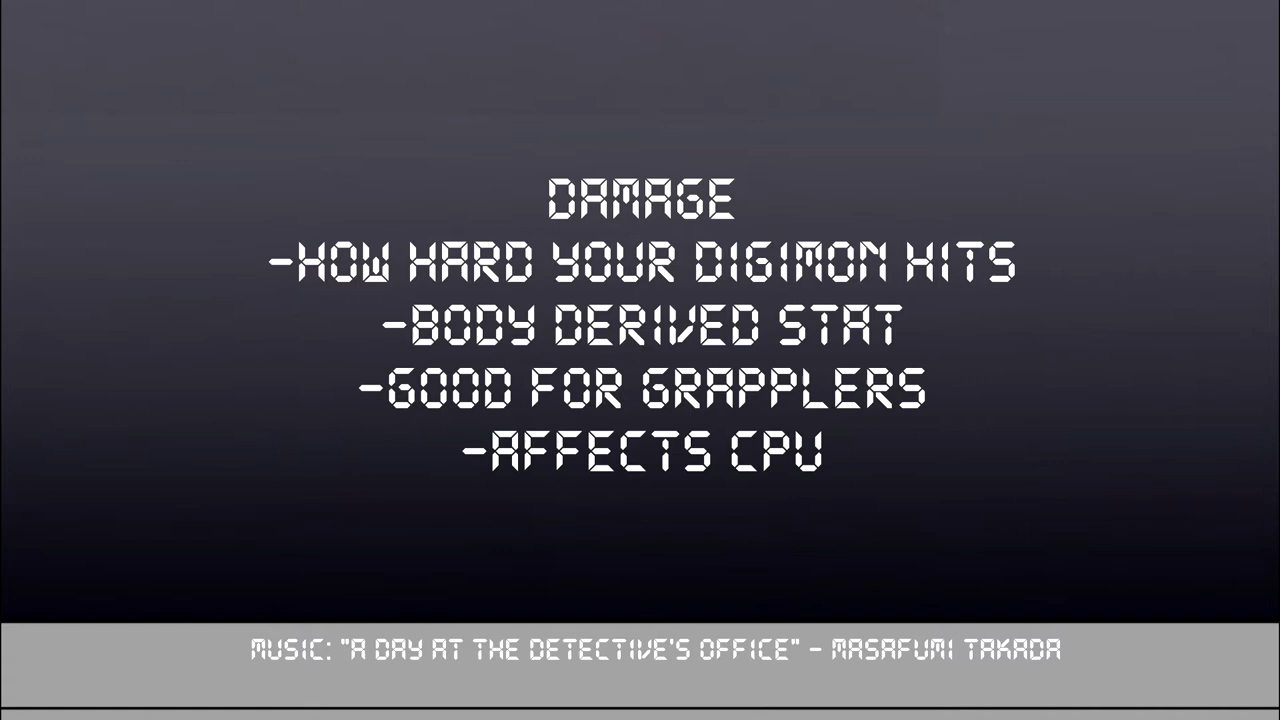 DAMAGE
-HOW HARD YOUR DIGIMON HITS
-BODY DERIVED STAT
-GOOD FOR GRAPPLERS
-AFFECTS CPU
MUSIC: "A DAY AT THE DETECTIVE'S OFFICE" - MASAFUMI TAKADA